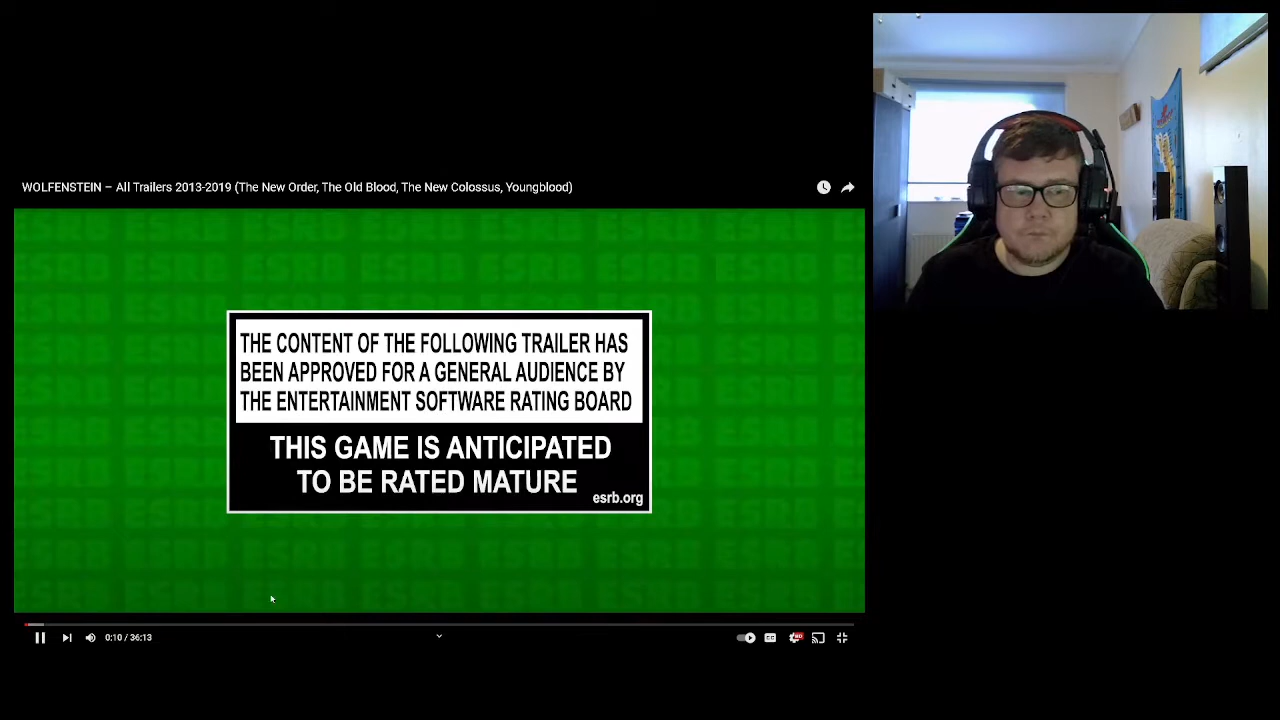 WOLFENSTEIN – All Trailers 2013-2019 (The New Order, The Old Blood, The New Colossus, Youngblood)
THE CONTENT OF THE FOLLOWING TRAILER HAS
BEEN APPROVED FOR A GENERAL AUDIENCE BY
THE ENTERTAINMENT SOFTWARE RATING BOARD
THIS GAME IS ANTICIPATED
TO BE RATED MATURE
esrb.org
0:10 / 36:13
CC
HD